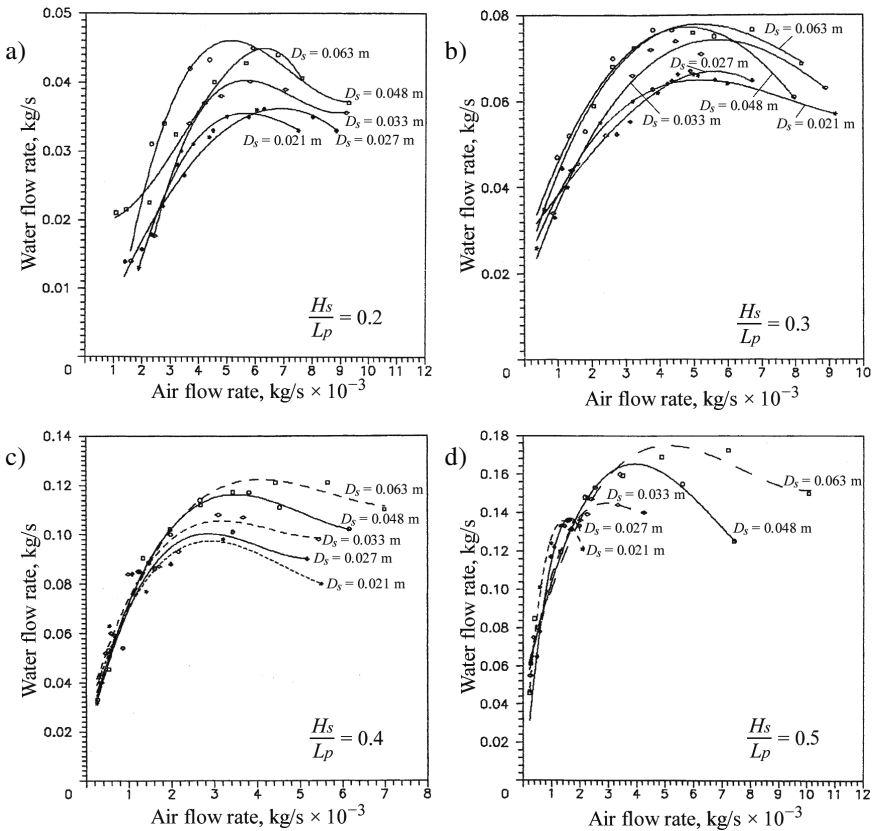 a)
Water flow rate, kg/s
0.05
0.04
0.03
0.02
0.01
0
1 2 3 4 5 6 7 8 9 10 11 12
Air flow rate, kg/s × 10⁻³
Ds = 0.063 m
Ds = 0.048 m
Ds = 0.033 m
Ds = 0.021 m
Ds = 0.027 m
Hs/Lp = 0.2
b)
Water flow rate, kg/s
0.08
0.06
0.04
0.02
0
1 2 3 4 5 6 7 8 9 10
Air flow rate, kg/s × 10⁻³
Ds = 0.063 m
Ds = 0.027 m
Ds = 0.048 m
Ds = 0.033 m
Ds = 0.021 m
Hs/Lp = 0.3
c)
Water flow rate, kg/s
0.14
0.12
0.10
0.08
0.06
0.04
0.02
0
1 2 3 4 5 6 7 8
Air flow rate, kg/s × 10⁻³
Ds = 0.063 m
Ds = 0.048 m
Ds = 0.033 m
Ds = 0.027 m
Ds = 0.021 m
Hs/Lp = 0.4
d)
Water flow rate, kg/s
0.18
0.16
0.14
0.12
0.10
0.08
0.06
0.04
0.02
0
1 2 3 4 5 6 7 8 9 10 11 12
Air flow rate, kg/s × 10⁻³
Ds = 0.063 m
Ds = 0.033 m
Ds = 0.048 m
Ds = 0.027 m
Ds = 0.021 m
Hs/Lp = 0.5